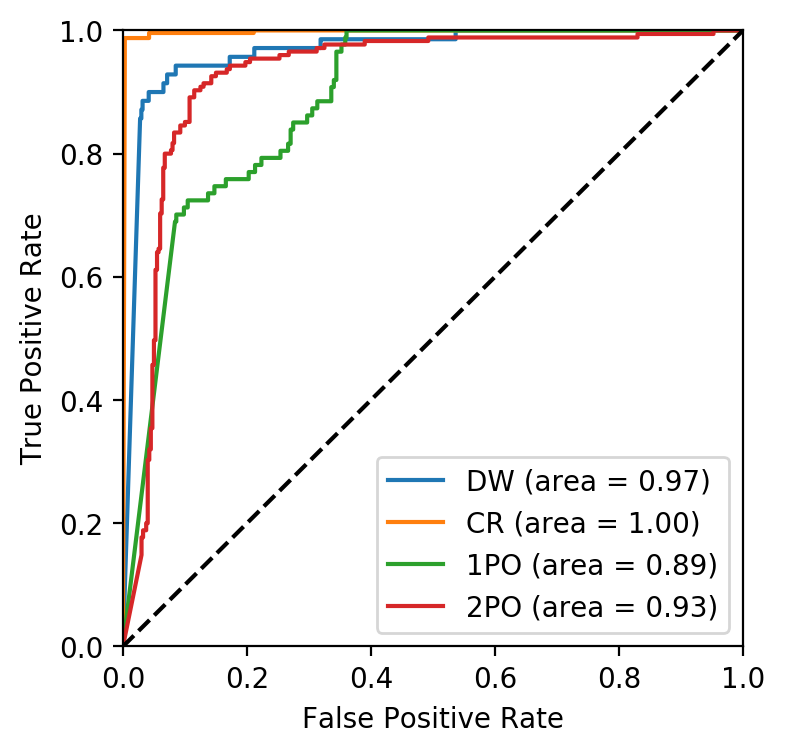 1.0
0.8
0.6
0.4
0.2
0.0
True Positive Rate
DW (area = 0.97)
CR (area = 1.00)
1PO (area = 0.89)
2PO (area = 0.93)
0.0 0.2 0.4 0.6 0.8 1.0
False Positive Rate